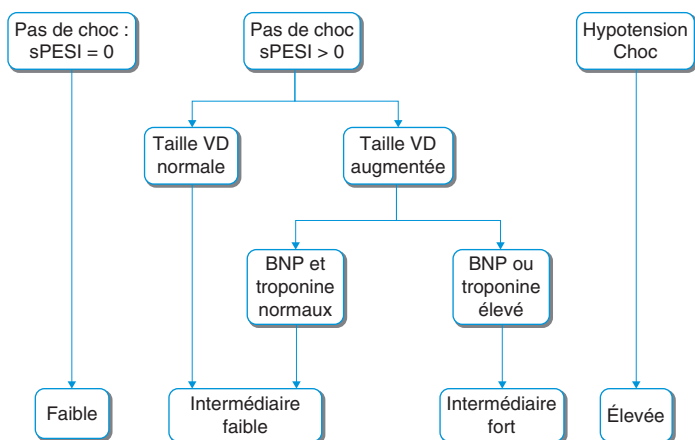 Pas de choc :
sPESI = 0
Pas de choc
sPESI > 0
Hypotension
Choc
Taille VD
normale
Taille VD
augmentée
BNP et
troponine
normaux
BNP ou
troponine
élevé
Faible
Intermédiaire
faible
Intermédiaire
fort
Élevée